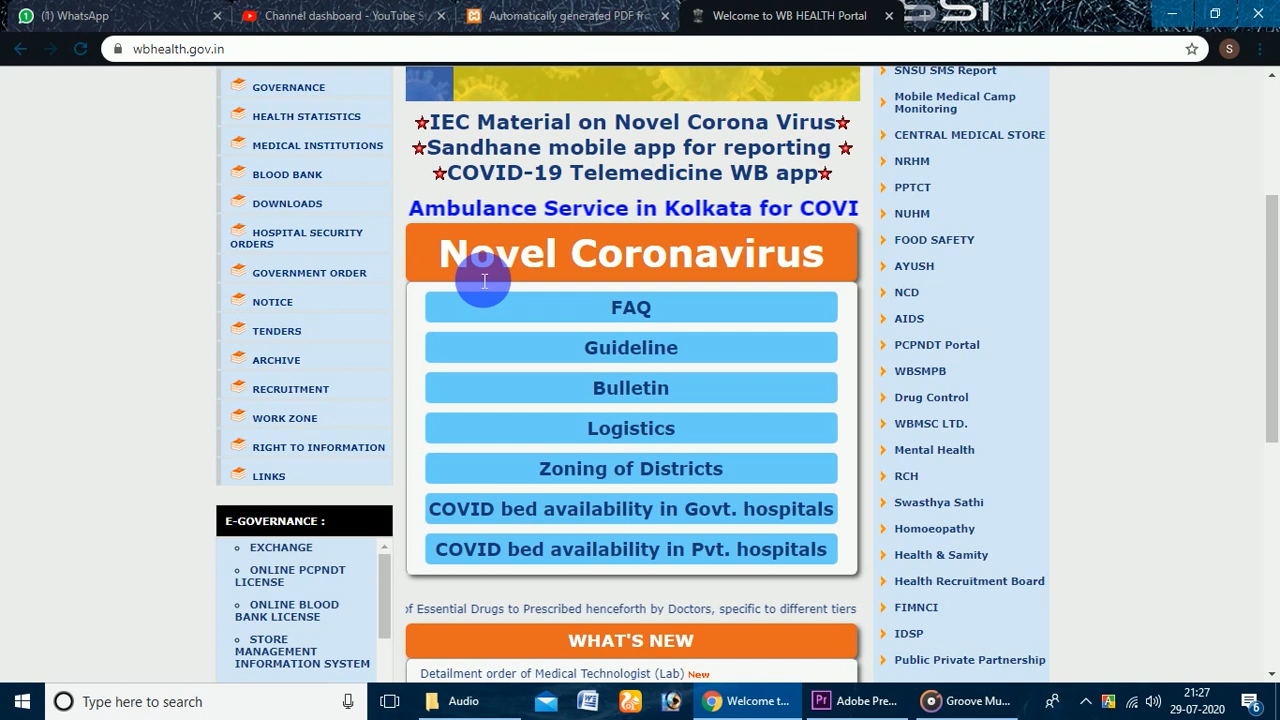 (1) WhatsApp
Channel dashboard - YouTube
Automatically generated PDF fr
Welcome to WB HEALTH Portal
wbhealth.gov.in
S
GOVERNANCE
HEALTH STATISTICS
MEDICAL INSTITUTIONS
BLOOD BANK
DOWNLOADS
HOSPITAL SECURITY
ORDERS
GOVERNMENT ORDER
NOTICE
TENDERS
ARCHIVE
RECRUITMENT
WORK ZONE
RIGHT TO INFORMATION
LINKS
E-GOVERNANCE :
EXCHANGE
ONLINE PCPNDT
LICENSE
ONLINE BLOOD
BANK LICENSE
STORE
MANAGEMENT
INFORMATION SYSTEM
IEC Material on Novel Corona Virus
Sandhane mobile app for reporting
COVID-19 Telemedicine WB app
Ambulance Service in Kolkata for COVI
Novel Coronavirus
FAQ
Guideline
Bulletin
Logistics
Zoning of Districts
COVID bed availability in Govt. hospitals
COVID bed availability in Pvt. hospitals
of Essential Drugs to Prescribed henceforth by Doctors, specific to different tiers
WHAT'S NEW
Detailment order of Medical Technologist (Lab) New
SNSU SMS Report
Mobile Medical Camp
Monitoring
CENTRAL MEDICAL STORE
NRHM
PPTCT
NUHM
FOOD SAFETY
AYUSH
NCD
AIDS
PCPNDT Portal
WBSMPB
Drug Control
WBMSC LTD.
Mental Health
RCH
Swasthya Sathi
Homoeopathy
Health & Samity
Health Recruitment Board
FIMNCI
IDSP
Public Private Partnership
Type here to search
Audio
Welcome t...
Adobe Pre...
Groove Mu...
21:27
29-07-2020
6